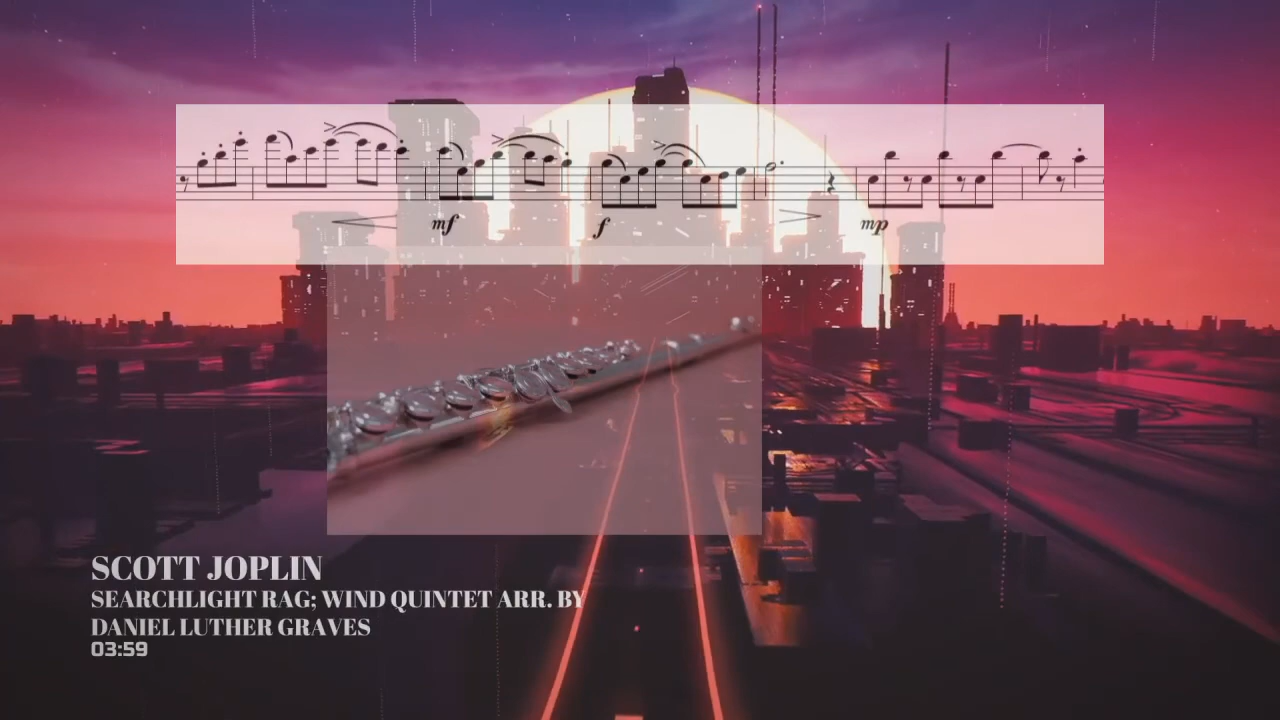 mf f mp
SCOTT JOPLIN
SEARCHLIGHT RAG; WIND QUINTET ARR. BY
DANIEL LUTHER GRAVES
03:59